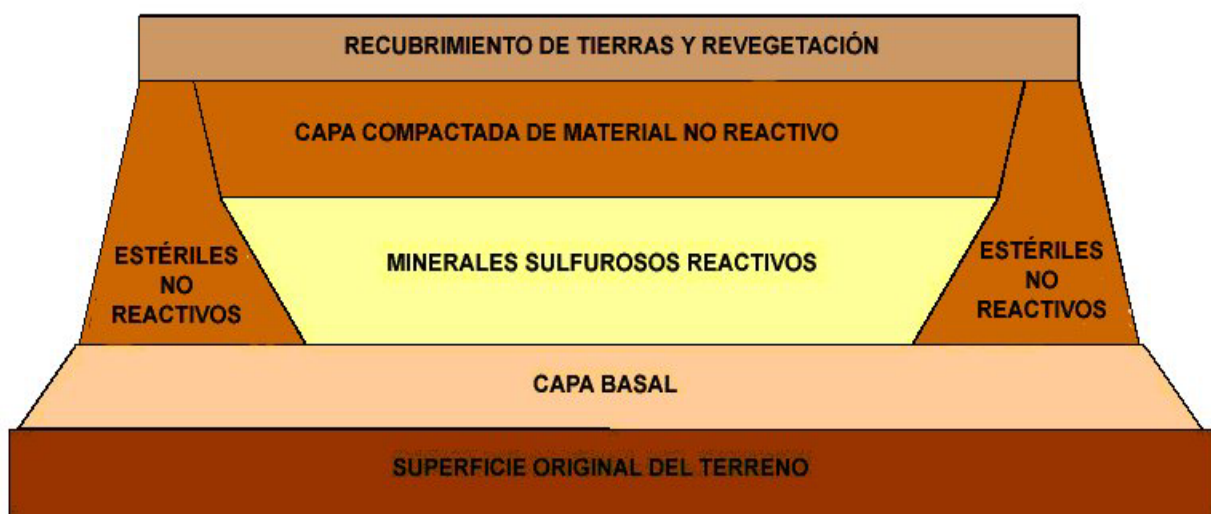 RECUBRIMIENTO DE TIERRAS Y REVEGETACIÓN
CAPA COMPACTADA DE MATERIAL NO REACTIVO
ESTÉRILES
NO
REACTIVOS
MINERALES SULFUROSOS REACTIVOS
ESTÉRILES
NO
REACTIVOS
CAPA BASAL
SUPERFICIE ORIGINAL DEL TERRENO